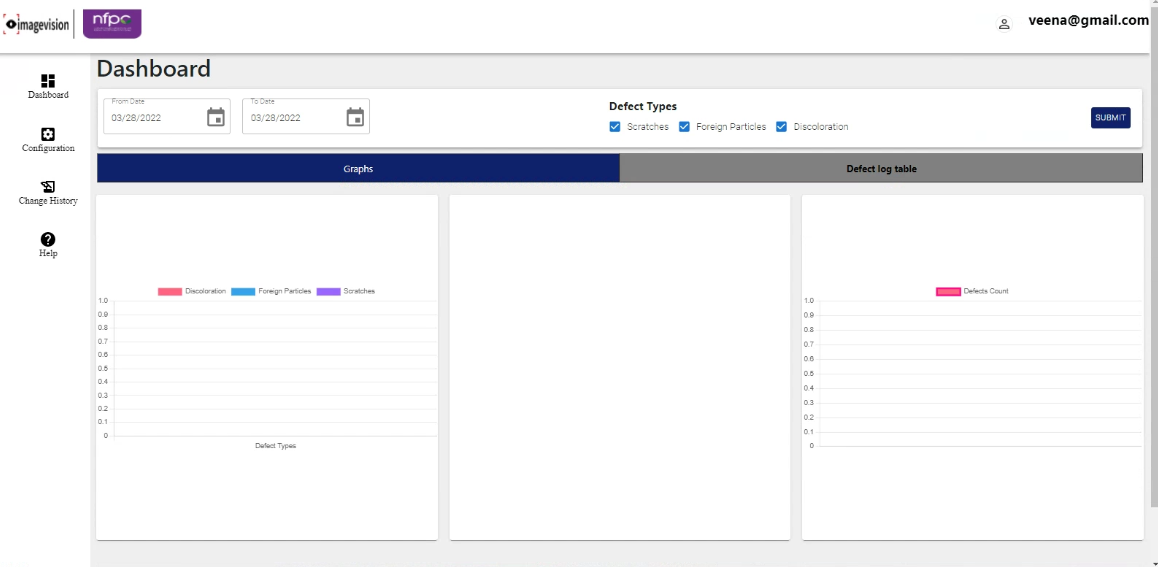 imagevision
nfpc
veena@gmail.com
Dashboard
Dashboard
Configuration
Change History
Help
From Date
03/28/2022
To Date
03/28/2022
Defect Types
Scratches
Foreign Particles
Discoloration
SUBMIT
Graphs
Defect log table
Discoloration
Foreign Particles
Scratches
1.0
0.9
0.8
0.7
0.6
0.5
0.4
0.3
0.2
0.1
0
Defect Types
Defects Count
1.0
0.9
0.8
0.7
0.6
0.5
0.4
0.3
0.2
0.1
0